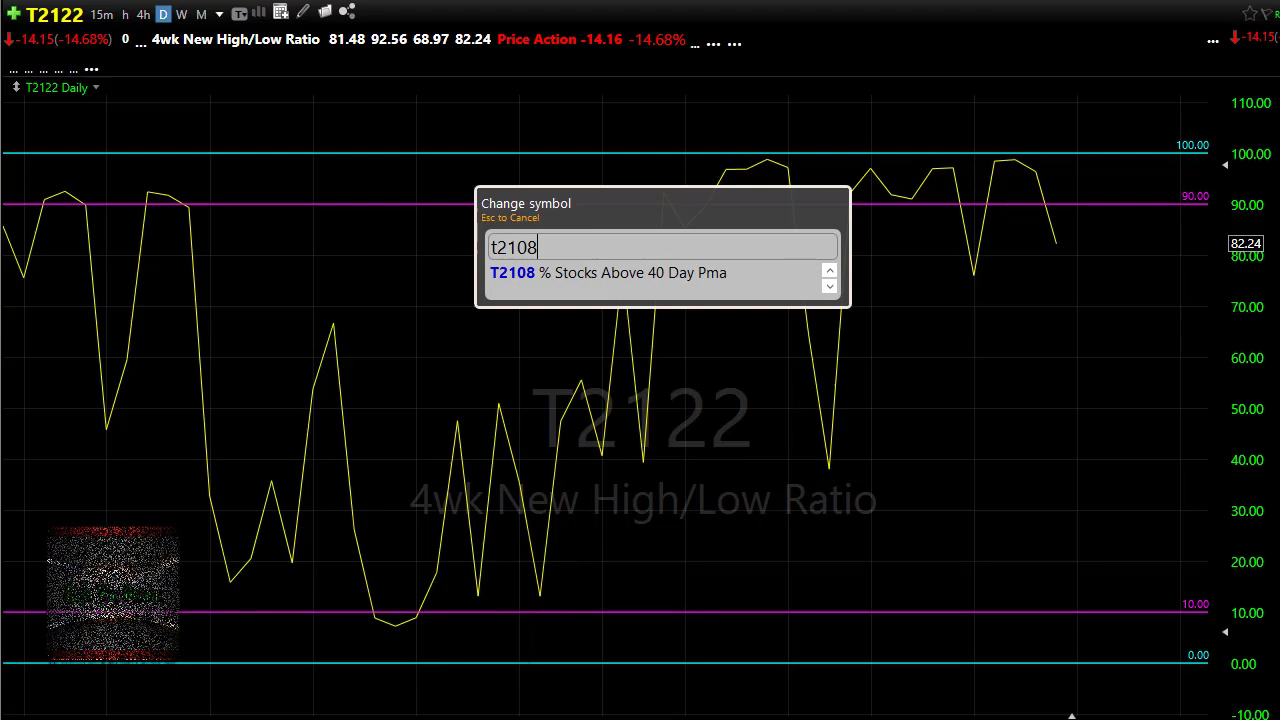 T2122 15m h 4h D W M
-14.15(-14.68%) 0 ... 4wk New High/Low Ratio 81.48 92.56 68.97 82.24 Price Action -14.16 -14.68% ... ... ... ... -14.15(
... ... ... ... ... ...
T2122 Daily
110.00
100.00 100.00
90.00 90.00
82.24
80.00
70.00
60.00
50.00
40.00
30.00
20.00
10.00 10.00
0.00 0.00
-10.00
Change symbol
Esc to Cancel
t2108
T2108 % Stocks Above 40 Day Pma
T2122
4wk New High/Low Ratio